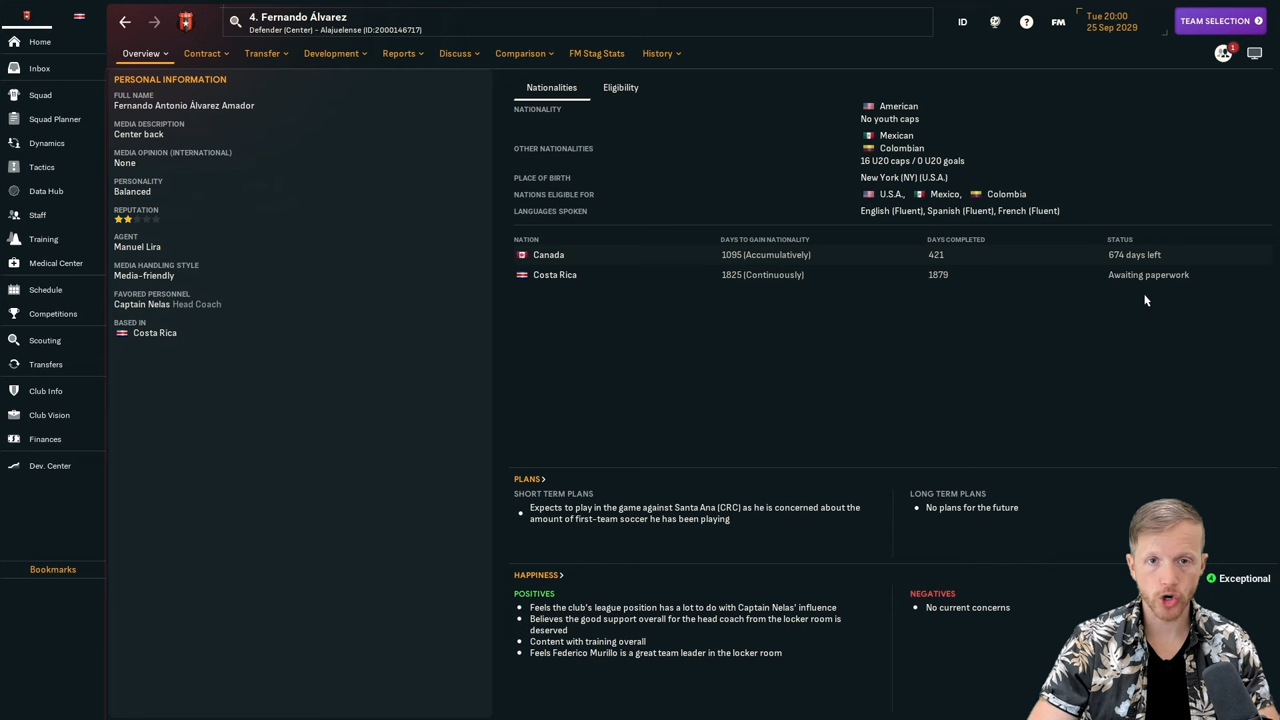 4. Fernando Álvarez
Defender (Center) - Alajuelense (ID:2000146717)
ID
FM
Tue 20:00
25 Sep 2029
TEAM SELECTION
Home
Inbox
Squad
Squad Planner
Dynamics
Tactics
Data Hub
Staff
Training
Medical Center
Schedule
Competitions
Scouting
Transfers
Club Info
Club Vision
Finances
Dev. Center
Bookmarks
Overview
Contract
Transfer
Development
Reports
Discuss
Comparison
FM Stag Stats
History
1
PERSONAL INFORMATION
FULL NAME
Fernando Antonio Álvarez Amador
MEDIA DESCRIPTION
Center back
MEDIA OPINION (INTERNATIONAL)
None
PERSONALITY
Balanced
REPUTATION
AGENT
Manuel Lira
MEDIA HANDLING STYLE
Media-friendly
FAVORED PERSONNEL
Captain Nelas Head Coach
BASED IN
Costa Rica
Nationalities
Eligibility
NATIONALITY
American
No youth caps
OTHER NATIONALITIES
Mexican
Colombian
16 U20 caps / 0 U20 goals
PLACE OF BIRTH
New York (NY) (U.S.A.)
NATIONS ELIGIBLE FOR
U.S.A., Mexico, Colombia
LANGUAGES SPOKEN
English (Fluent), Spanish (Fluent), French (Fluent)
NATION DAYS TO GAIN NATIONALITY DAYS COMPLETED STATUS
Canada 1095 (Accumulatively) 421 674 days left
Costa Rica 1825 (Continuously) 1879 Awaiting paperwork
PLANS
SHORT TERM PLANS
Expects to play in the game against Santa Ana (CRC) as he is concerned about the
amount of first-team soccer he has been playing
LONG TERM PLANS
No plans for the future
HAPPINESS
Exceptional
POSITIVES
Feels the club's league position has a lot to do with Captain Nelas' influence
Believes the good support overall for the head coach from the locker room is
deserved
Content with training overall
Feels Federico Murillo is a great team leader in the locker room
NEGATIVES
No current concerns